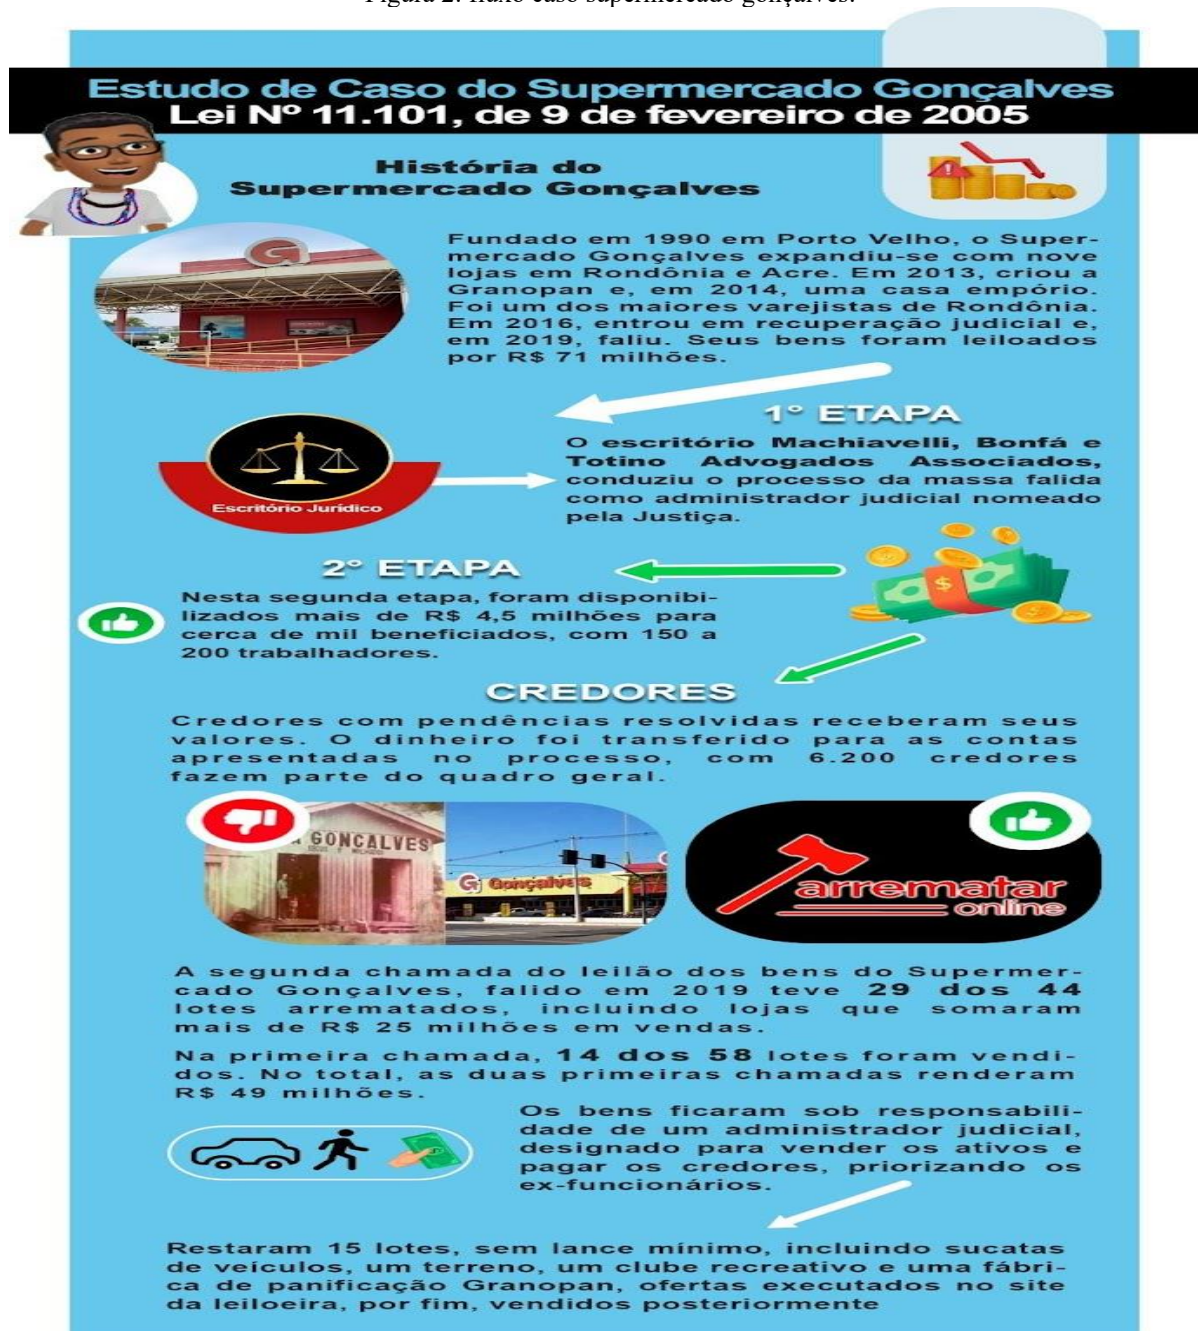 Figura 2: fluxo caso supermercado gonçalves.
Estudo de Caso do Supermercado Gonçalves
Lei Nº 11.101, de 9 de fevereiro de 2005
História do
Supermercado Gonçalves
G
Fundado em 1990 em Porto Velho, o Super-
mercado Gonçalves expandiu-se com nove
lojas em Rondônia e Acre. Em 2013, criou a
Granopan e, em 2014, uma casa empório.
Foi um dos maiores varejistas de Rondônia.
Em 2016, entrou em recuperação judicial e,
em 2019, faliu. Seus bens foram leiloados
por R$ 71 milhões.
1º ETAPA
O escritório Machiavelli, Bonfá e
Totino Advogados Associados,
conduziu o processo da massa falida
como administrador judicial nomeado
pela Justiça.
Escritório Jurídico
2º ETAPA
Nesta segunda etapa, foram disponibi-
lizados mais de R$ 4,5 milhões para
cerca de mil beneficiados, com 150 a
200 trabalhadores.
$
CREDORES
Credores com pendências resolvidas receberam seus
valores. O dinheiro foi transferido para as contas
apresentadas no processo, com 6.200 credores
fazem parte do quadro geral.
GONCALVES
G Gonçalves
arrematar
online
A segunda chamada do leilão dos bens do Supermer-
cado Gonçalves, falido em 2019 teve 29 dos 44
lotes arrematados, incluindo lojas que somaram
mais de R$ 25 milhões em vendas.
Na primeira chamada, 14 dos 58 lotes foram vendi-
dos. No total, as duas primeiras chamadas renderam
R$ 49 milhões.
Os bens ficaram sob responsabili-
dade de um administrador judicial,
designado para vender os ativos e
pagar os credores, priorizando os
ex-funcionários.
Restaram 15 lotes, sem lance mínimo, incluindo sucatas
de veículos, um terreno, um clube recreativo e uma fábri-
ca de panificação Granopan, ofertas executados no site
da leiloeira, por fim, vendidos posteriormente